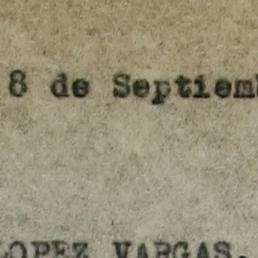 8 de Septiem
LOPEZ VARGAS.